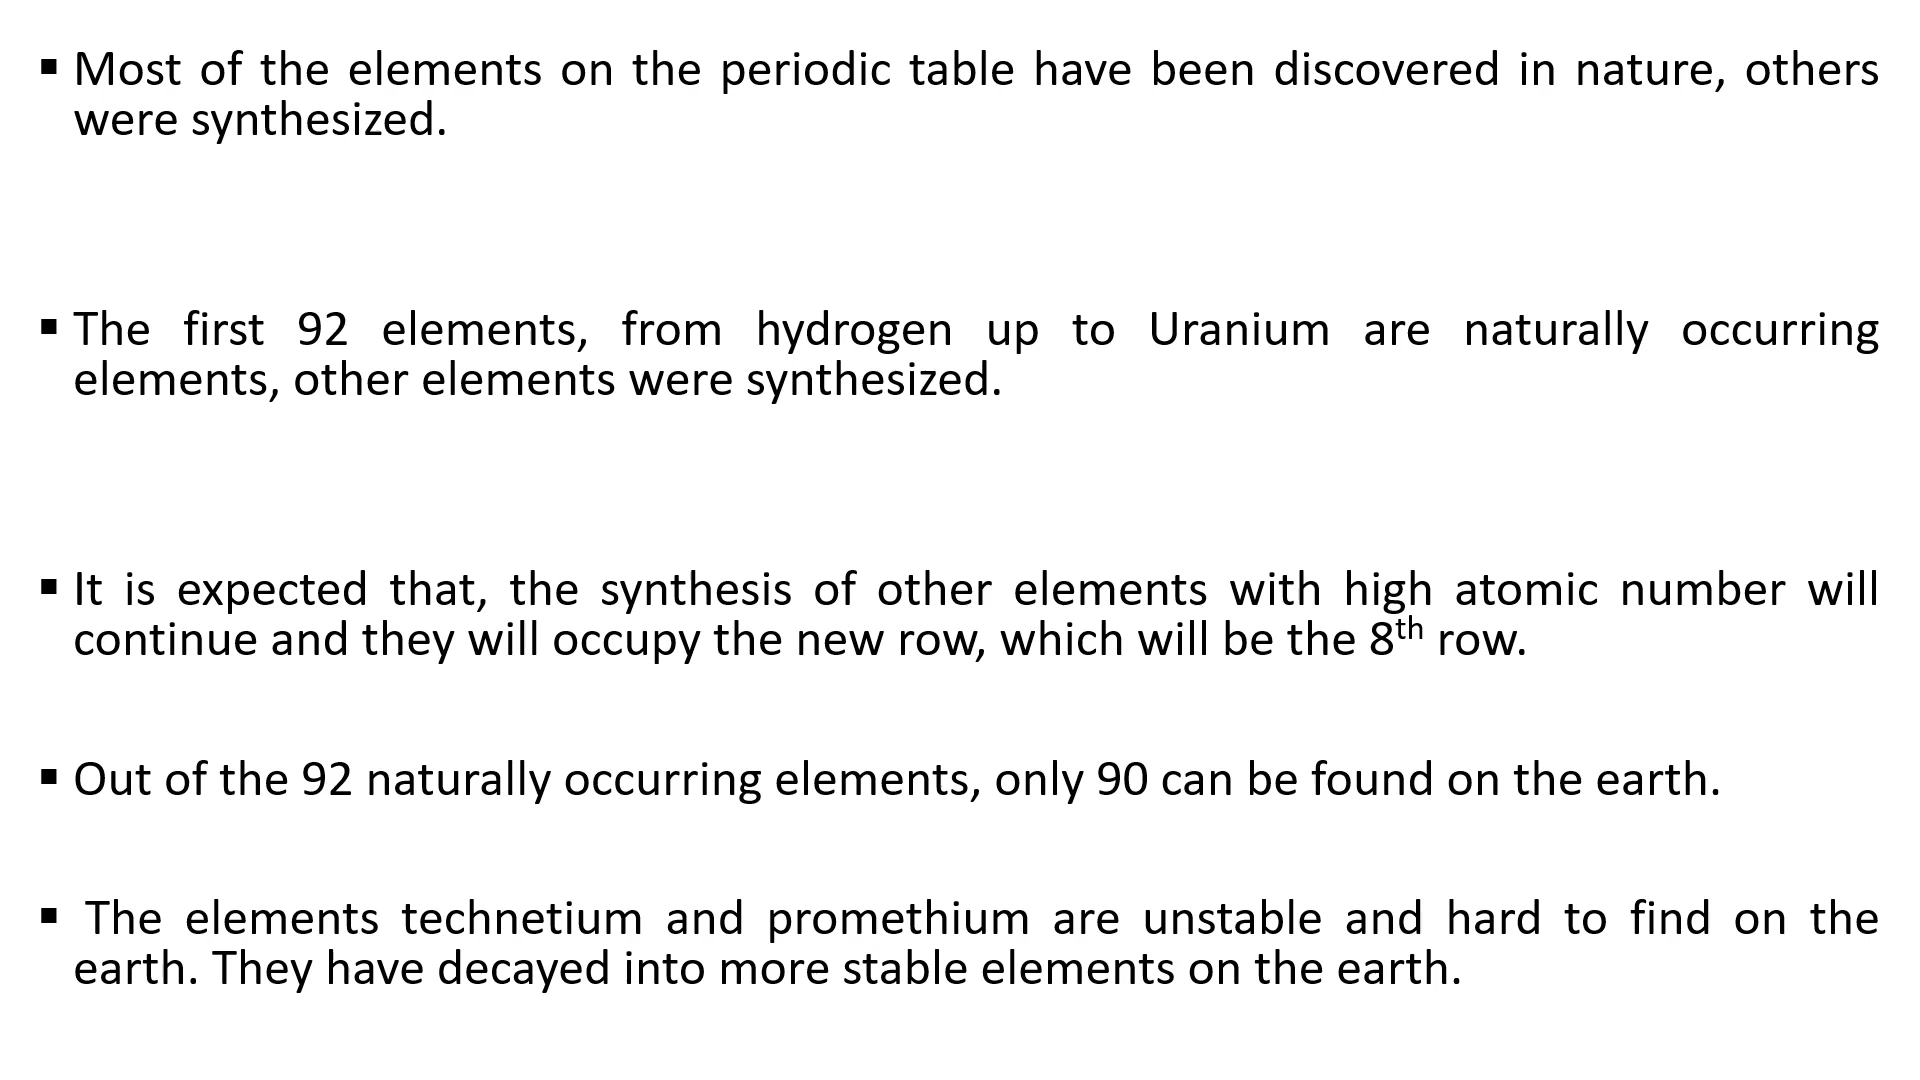 ▪ Most of the elements on the periodic table have been discovered in nature, others
were synthesized.
▪ The first 92 elements, from hydrogen up to Uranium are naturally occurring
elements, other elements were synthesized.
▪ It is expected that, the synthesis of other elements with high atomic number will
continue and they will occupy the new row, which will be the 8th row.
▪ Out of the 92 naturally occurring elements, only 90 can be found on the earth.
▪ The elements technetium and promethium are unstable and hard to find on the
earth. They have decayed into more stable elements on the earth.